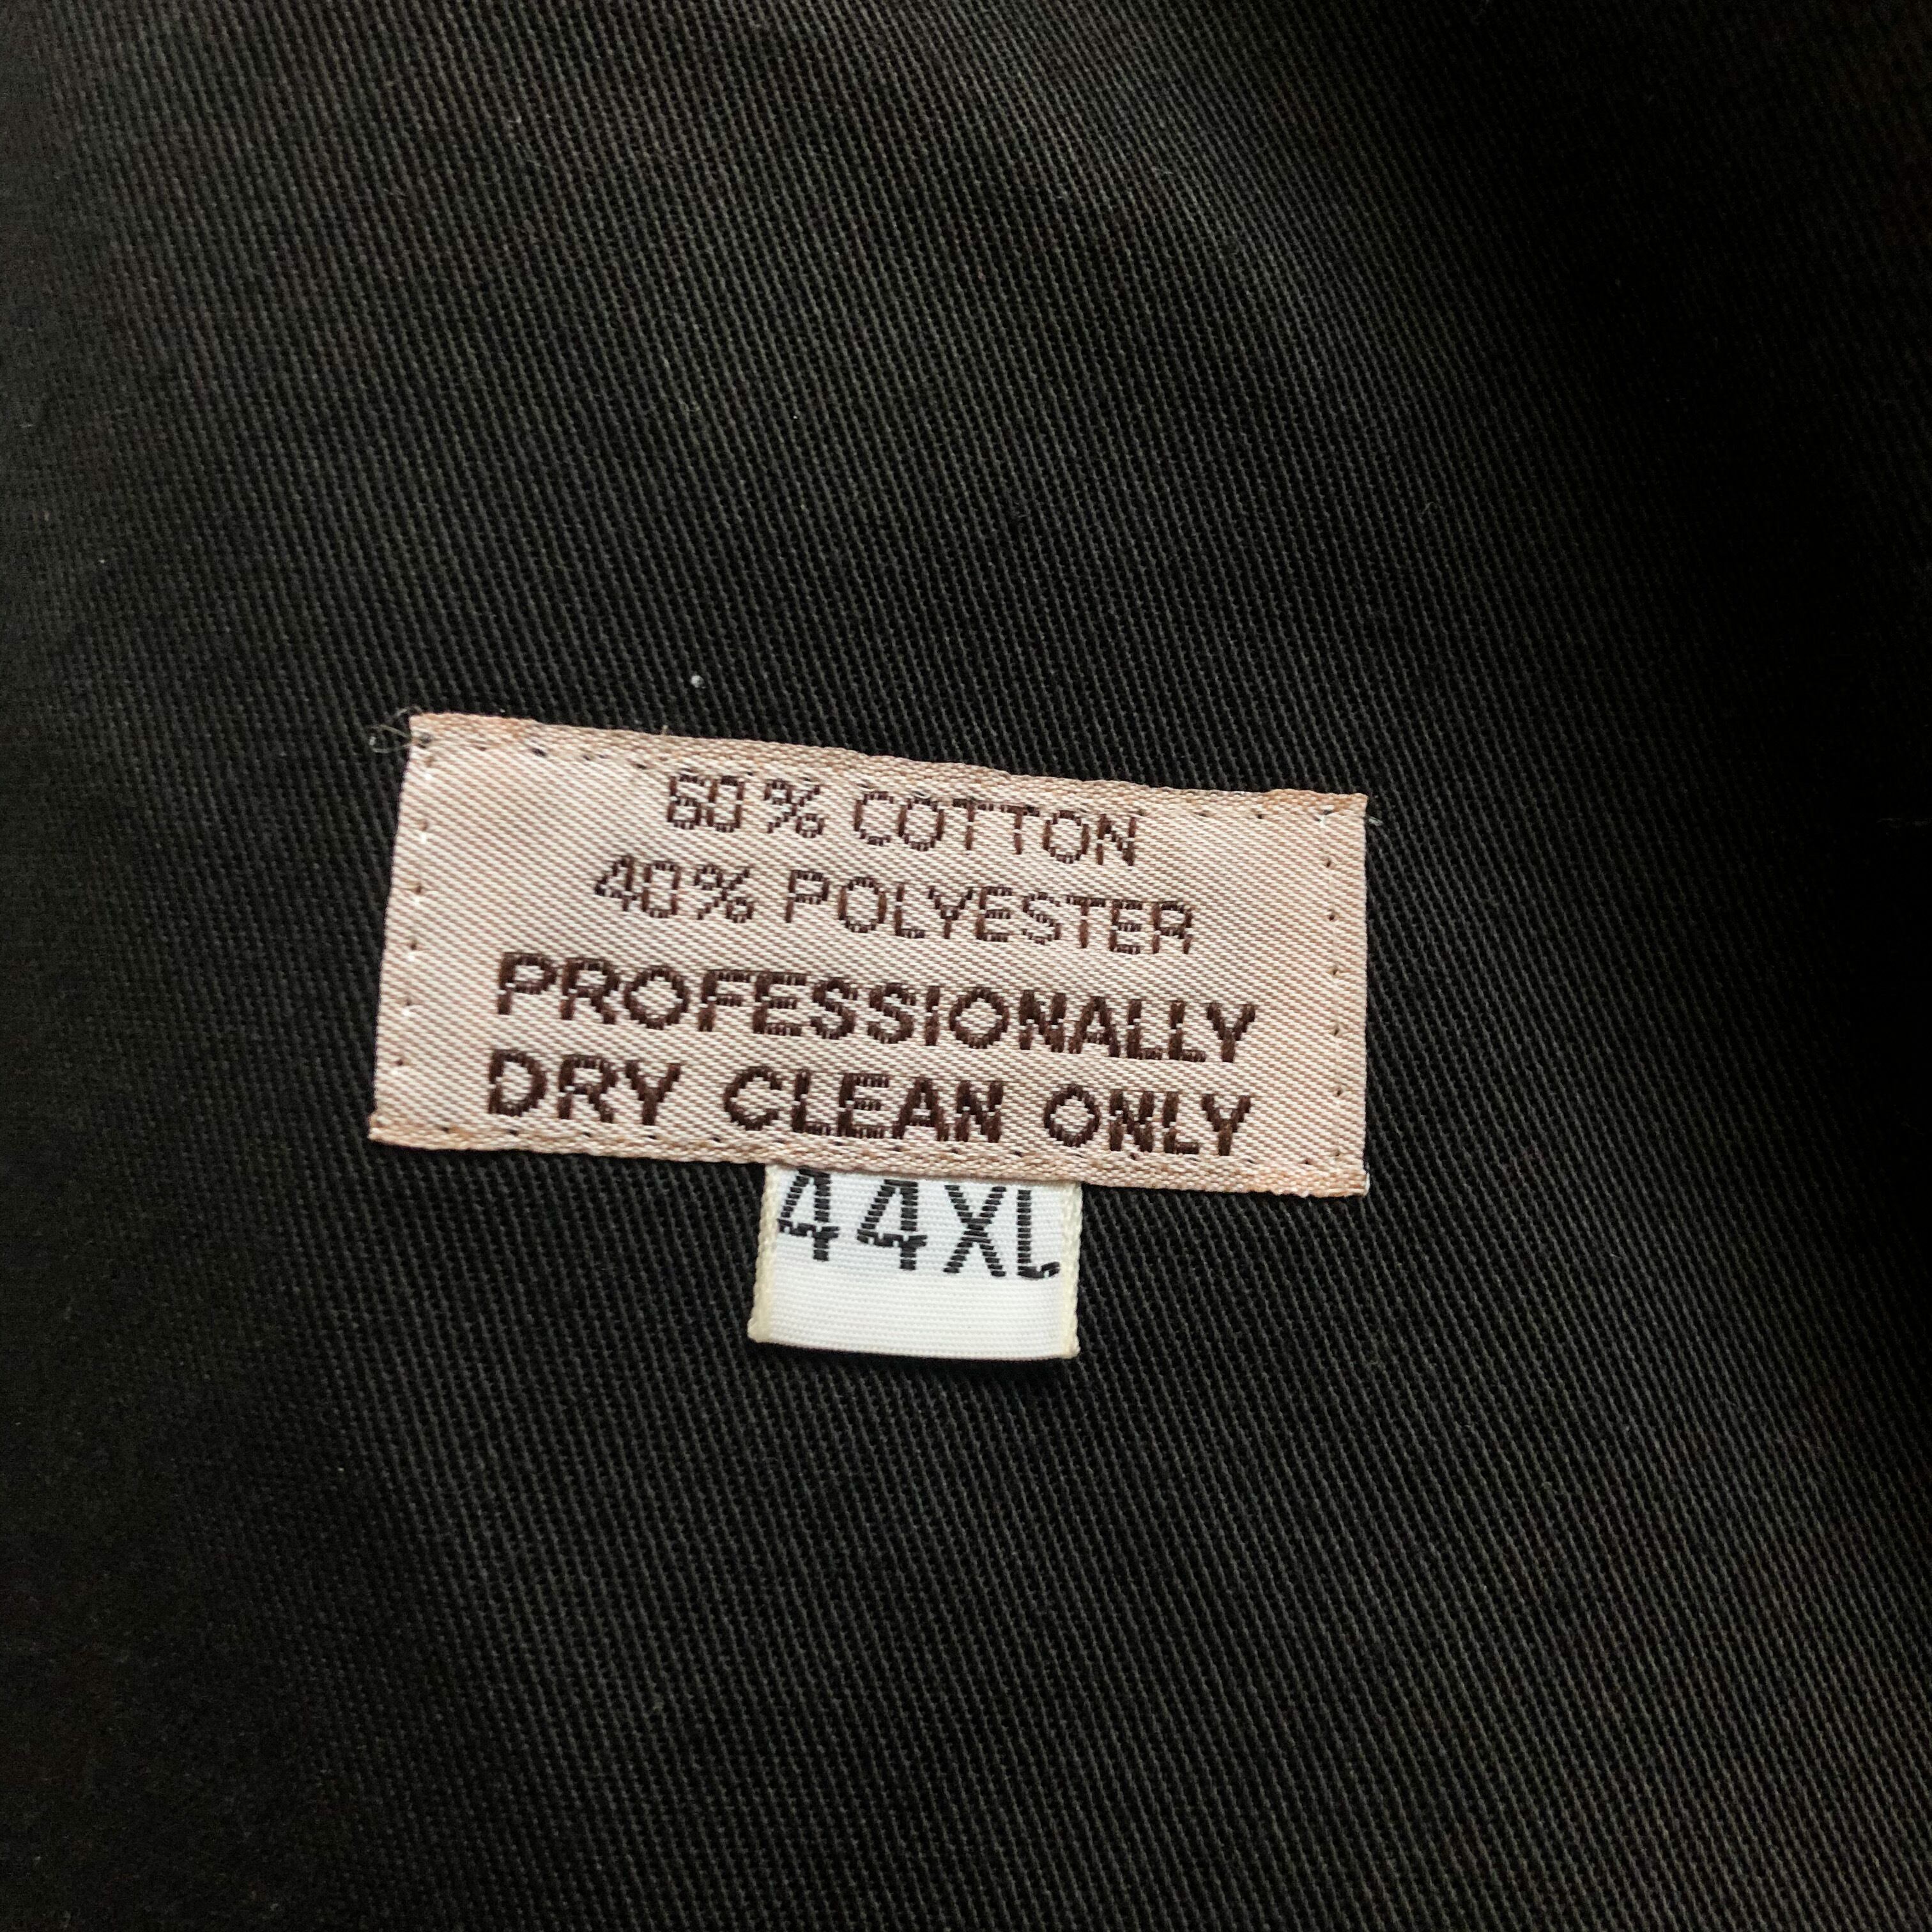 60% COTTON
40% POLYESTER
PROFESSIONALLY
DRY CLEAN ONLY
44XL